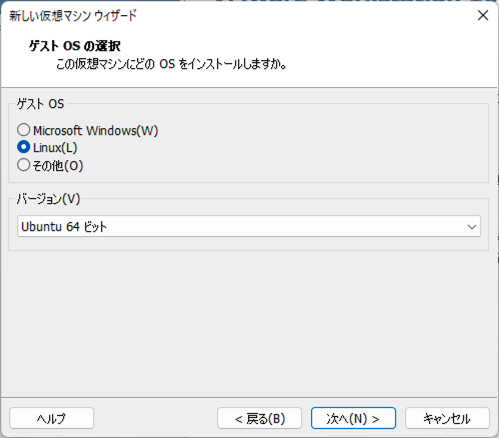 新しい仮想マシン ウィザード
ゲスト OS の選択
この仮想マシンにどの OS をインストールしますか。
ゲスト OS
Microsoft Windows(W)
Linux(L)
その他(O)
バージョン(V)
Ubuntu 64 ビット
ヘルプ
< 戻る(B)
次へ(N) >
キャンセル